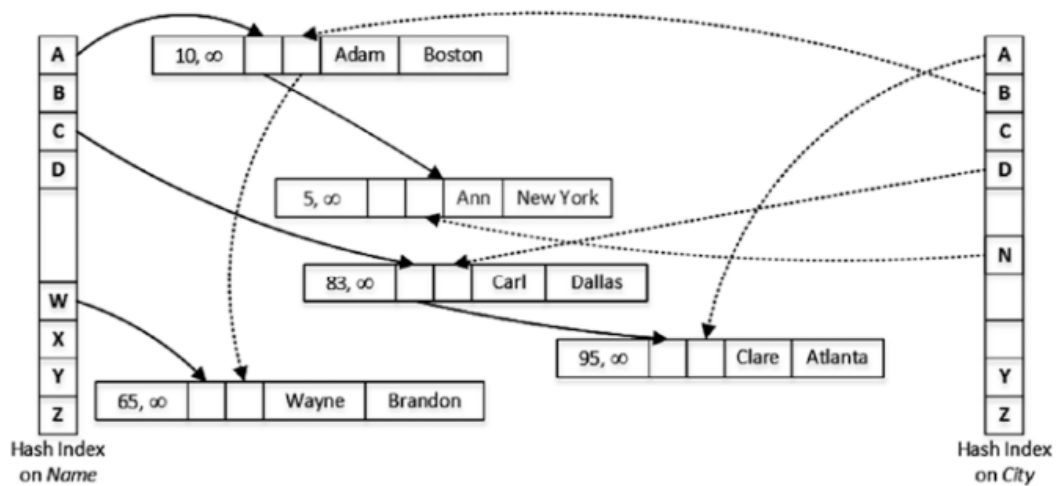 A
B
C
D
W
X
Y
Z
Hash Index
on Name
10, ∞ Adam Boston
5, ∞ Ann New York
83, ∞ Carl Dallas
95, ∞ Clare Atlanta
65, ∞ Wayne Brandon
A
B
C
D
N
Y
Z
Hash Index
on City